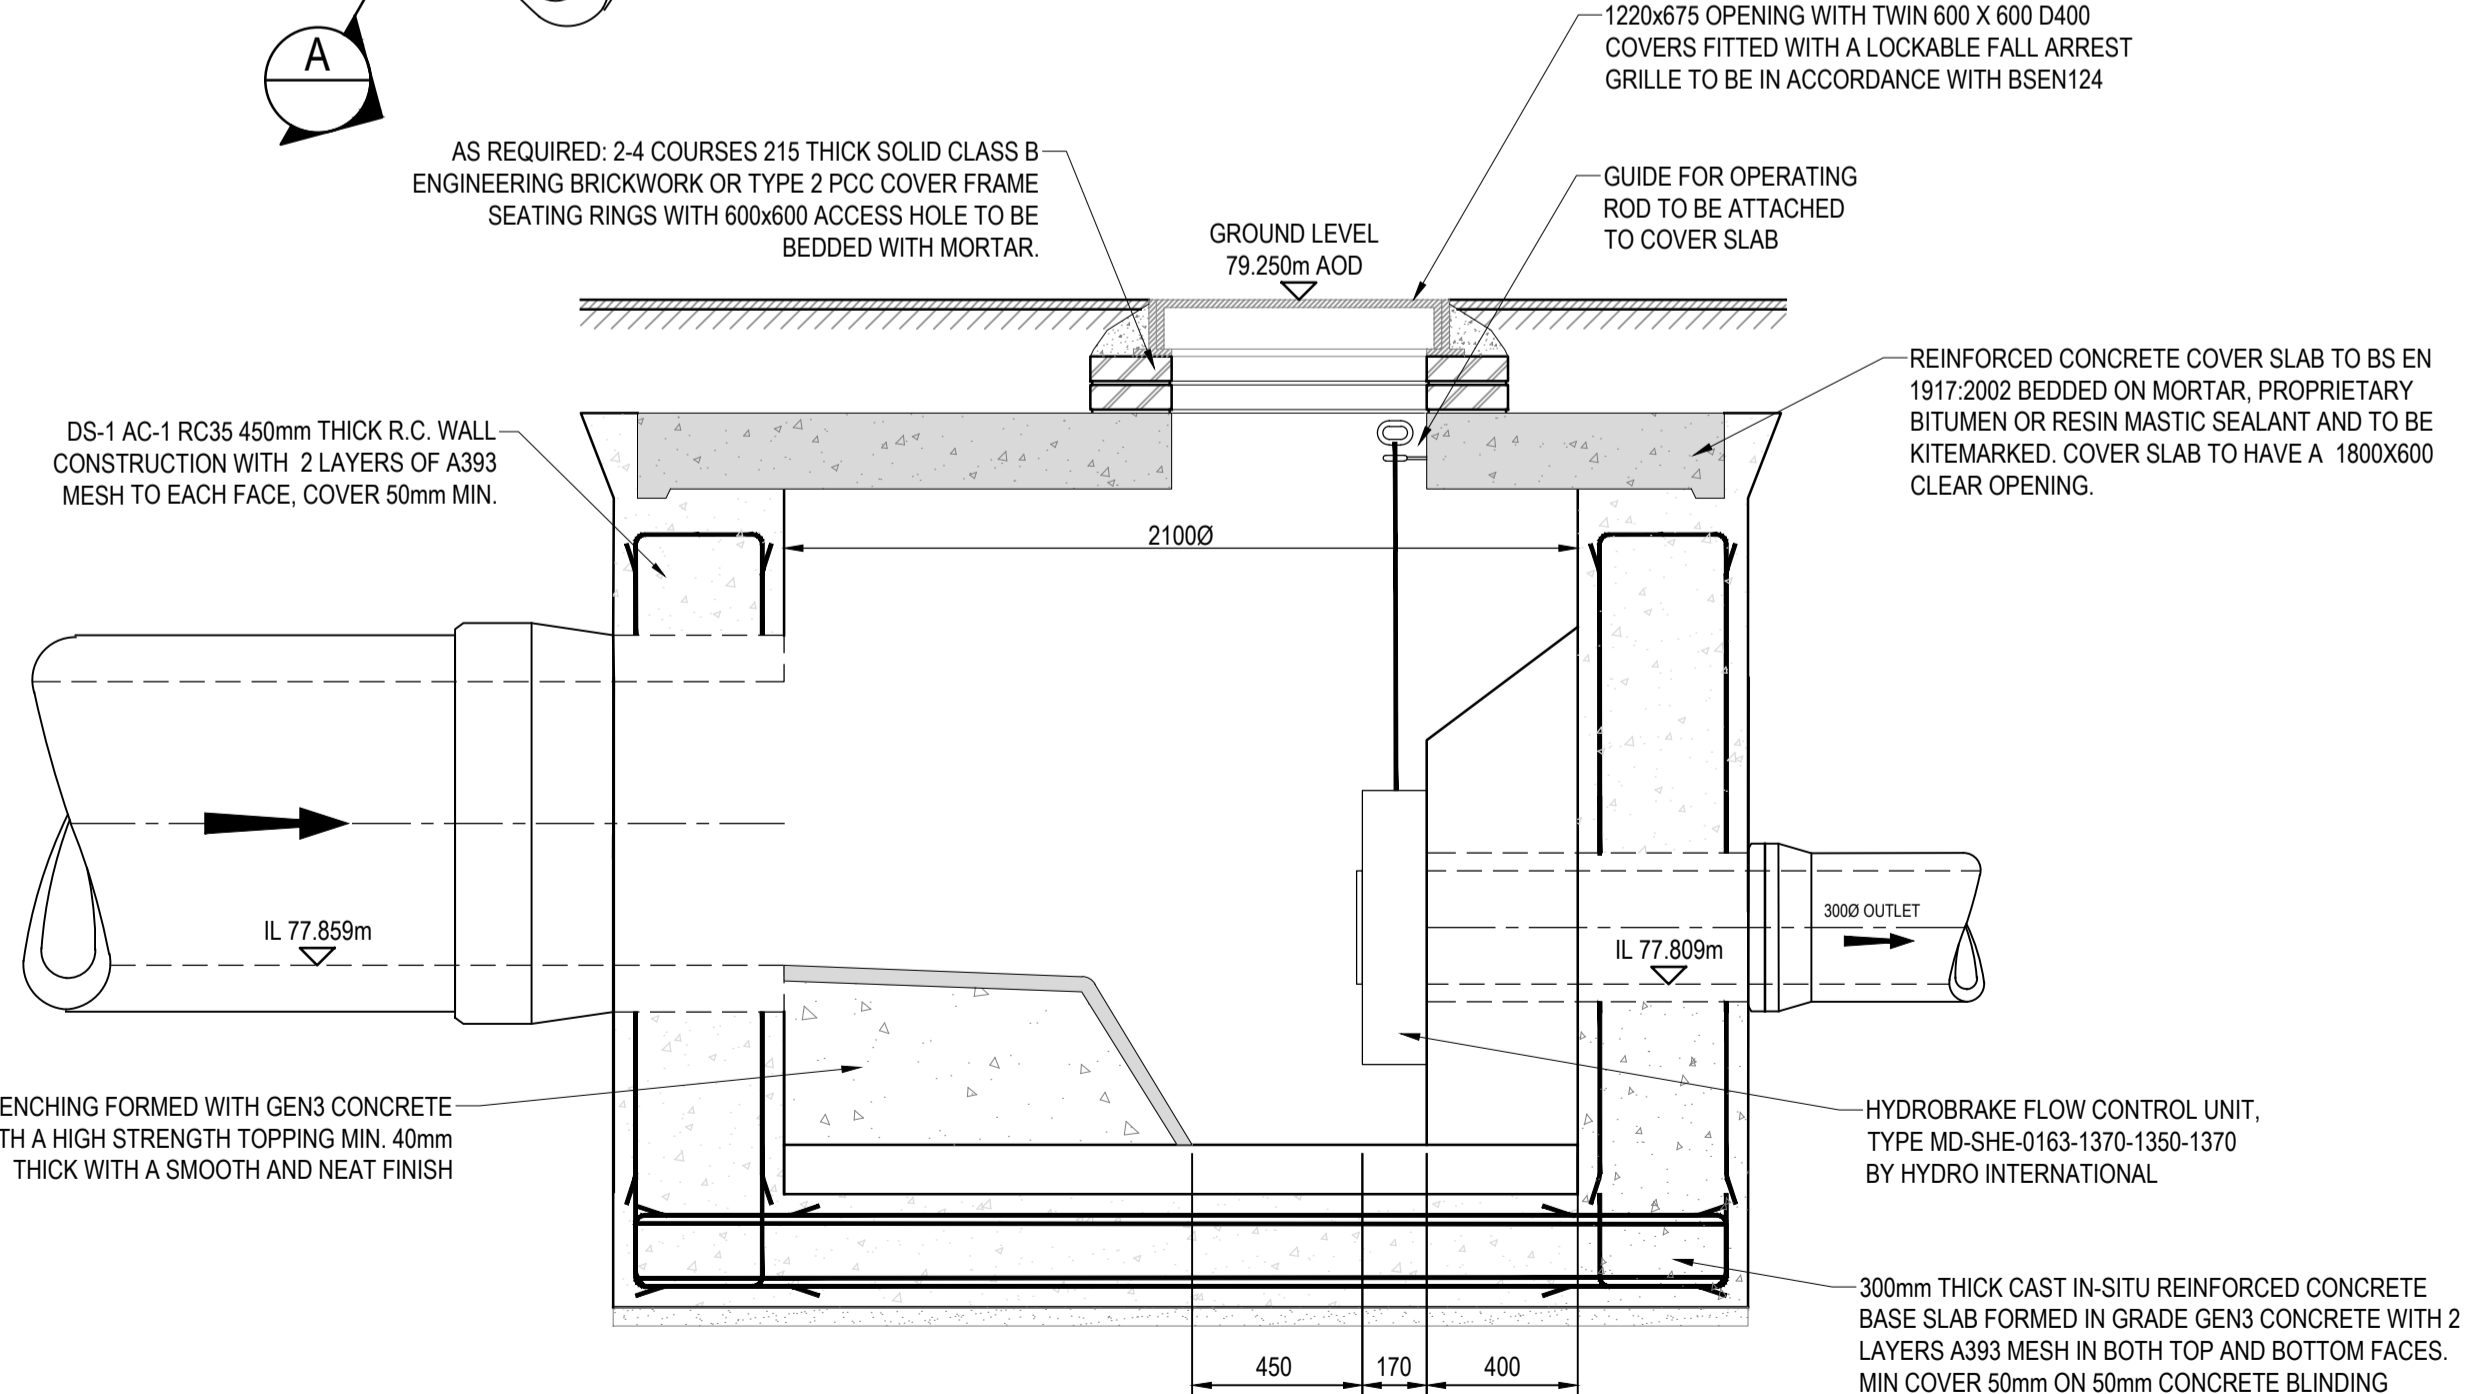 A
1220x675 OPENING WITH TWIN 600 X 600 D400
COVERS FITTED WITH A LOCKABLE FALL ARREST
GRILLE TO BE IN ACCORDANCE WITH BSEN124
AS REQUIRED: 2-4 COURSES 215 THICK SOLID CLASS B
ENGINEERING BRICKWORK OR TYPE 2 PCC COVER FRAME
SEATING RINGS WITH 600x600 ACCESS HOLE TO BE
BEDDED WITH MORTAR.
GUIDE FOR OPERATING
ROD TO BE ATTACHED
TO COVER SLAB
GROUND LEVEL
79.250m AOD
REINFORCED CONCRETE COVER SLAB TO BS EN
1917:2002 BEDDED ON MORTAR, PROPRIETARY
BITUMEN OR RESIN MASTIC SEALANT AND TO BE
KITEMARKED. COVER SLAB TO HAVE A 1800X600
CLEAR OPENING.
DS-1 AC-1 RC35 450mm THICK R.C. WALL
CONSTRUCTION WITH 2 LAYERS OF A393
MESH TO EACH FACE, COVER 50mm MIN.
2100Ø
300Ø OUTLET
IL 77.859m
IL 77.809m
ENCHING FORMED WITH GEN3 CONCRETE
TH A HIGH STRENGTH TOPPING MIN. 40mm
THICK WITH A SMOOTH AND NEAT FINISH
HYDROBRAKE FLOW CONTROL UNIT,
TYPE MD-SHE-0163-1370-1350-1370
BY HYDRO INTERNATIONAL
300mm THICK CAST IN-SITU REINFORCED CONCRETE
BASE SLAB FORMED IN GRADE GEN3 CONCRETE WITH 2
LAYERS A393 MESH IN BOTH TOP AND BOTTOM FACES.
MIN COVER 50mm ON 50mm CONCRETE BLINDING
450 170 400